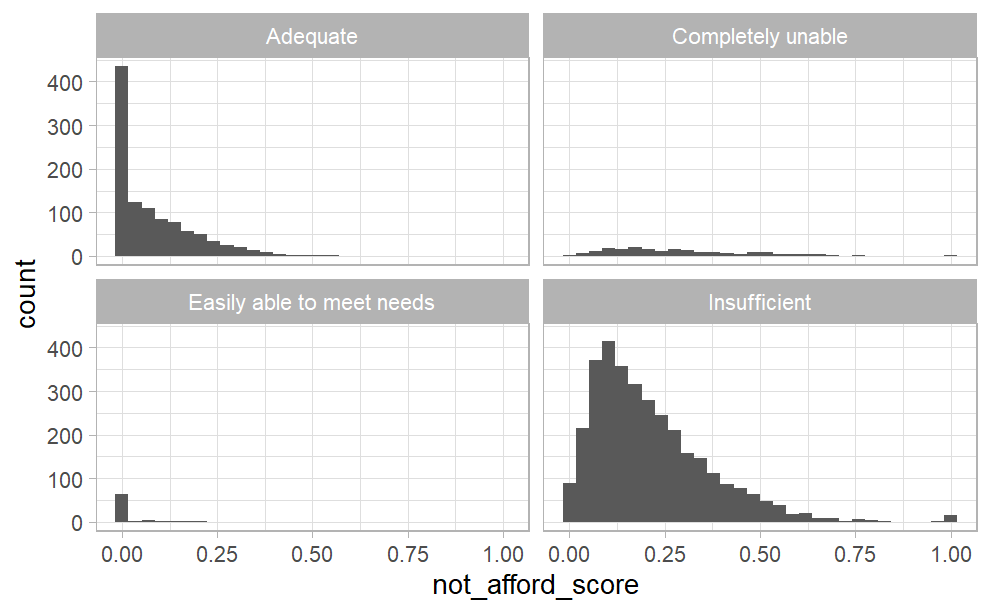 Adequate
Completely unable
400
300
200
100
0
Easily able to meet needs
Insufficient
400
300
200
100
0
count
0.00 0.25 0.50 0.75 1.00
0.00 0.25 0.50 0.75 1.00
not_afford_score